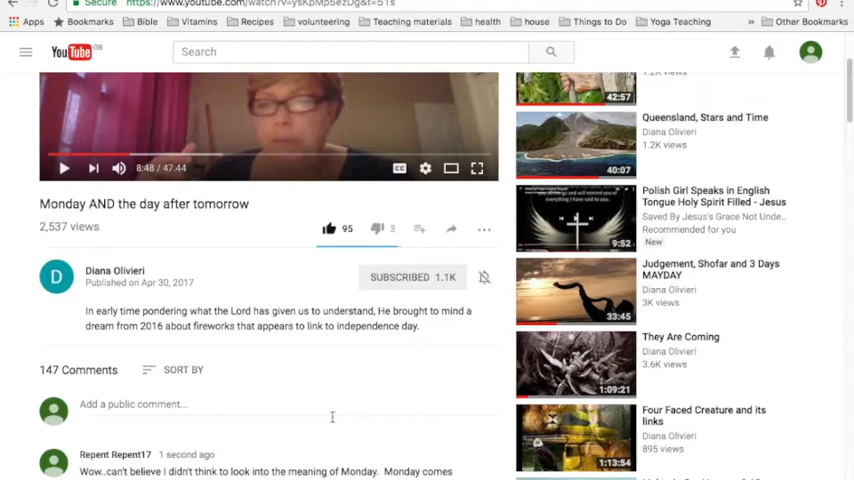 Secure https://www.youtube.com/watch?v=ysKpMp5ezDg&t=51s
Apps Bookmarks Bible Vitamins Recipes volunteering Teaching materials health house Things to Do Yoga Teaching » Other Bookmarks
YouTube GB
Search
8:48 / 47:44
CC
Monday AND the day after tomorrow
2,537 views
95 3
Diana Olivieri
Published on Apr 30, 2017
SUBSCRIBED 1.1K
In early time pondering what the Lord has given us to understand, He brought to mind a
dream from 2016 about fireworks that appears to link to independence day.
147 Comments SORT BY
Add a public comment...
Repent Repent17 1 second ago
Wow..can't believe I didn't think to look into the meaning of Monday. Monday comes
1.2K views
42:57
Queensland, Stars and Time
Diana Olivieri
1.2K views
40:07
Polish Girl Speaks in English
Tongue Holy Spirit Filled - Jesus
Saved By Jesus's Grace Not Unde...
Recommended for you
New
9:52
Judgement, Shofar and 3 Days
MAYDAY
Diana Olivieri
3K views
33:45
They Are Coming
Diana Olivieri
3.6K views
1:09:21
Four Faced Creature and its
links
Diana Olivieri
895 views
1:13:54
D